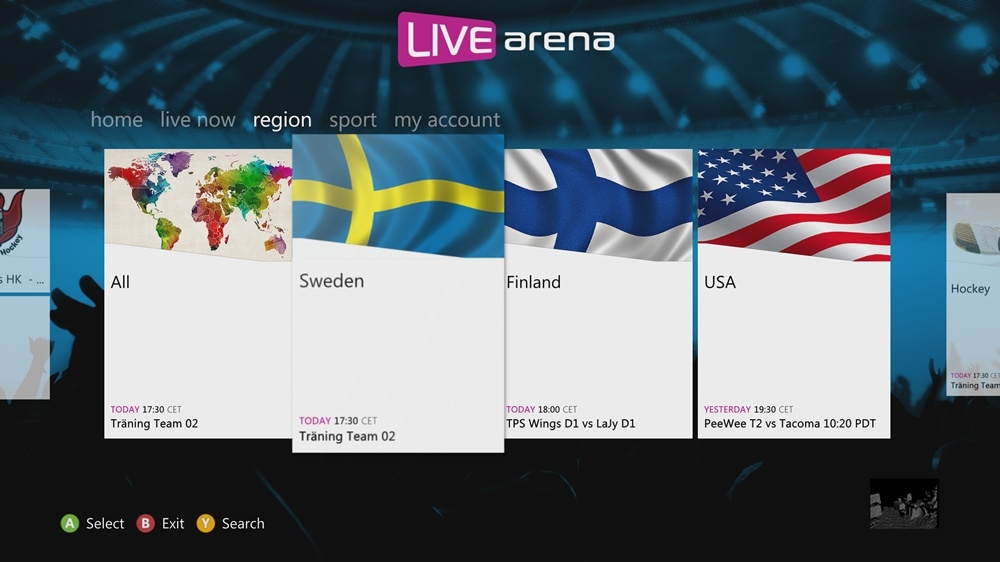 LIVE arena
home live now region sport my account
Hockey
s HK - ...
All
TODAY 17:30 CET
Träning Team 02
Sweden
TODAY 17:30 CET
Träning Team 02
Finland
TODAY 18:00 CET
TPS Wings D1 vs LaJy D1
USA
YESTERDAY 19:30 CET
PeeWee T2 vs Tacoma 10:20 PDT
Hockey
TODAY 17:30 CET
Träning Team
A Select B Exit Y Search